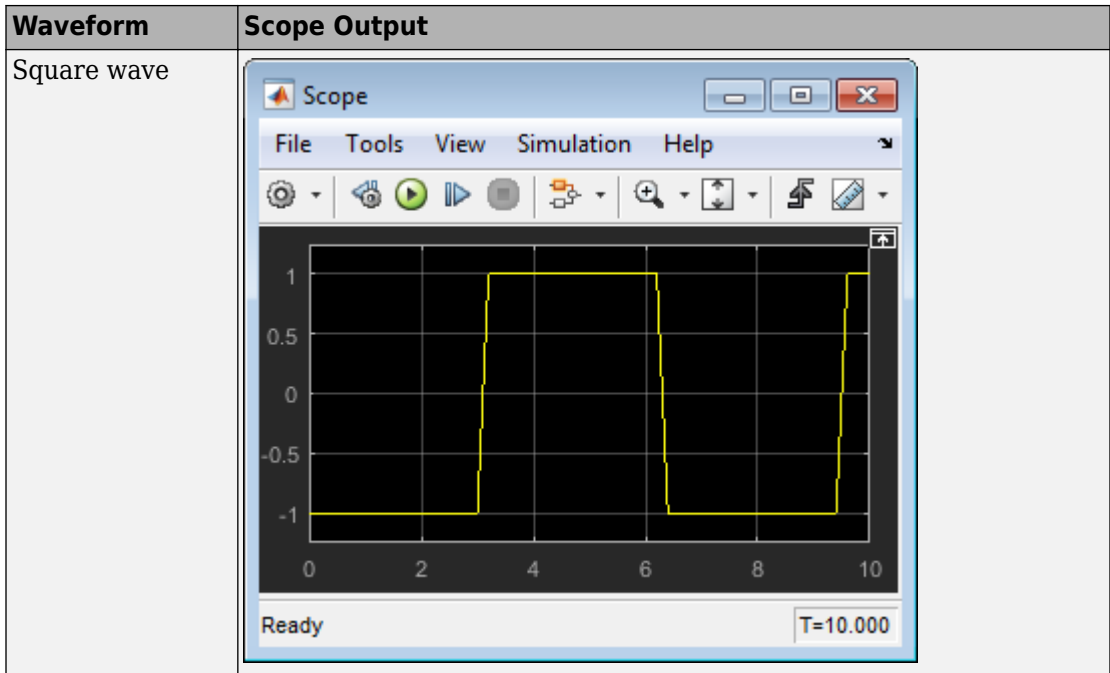 Waveform Scope Output
Square wave
Scope
File Tools View Simulation Help
1
0.5
0
-0.5
-1
0 2 4 6 8 10
Ready T=10.000